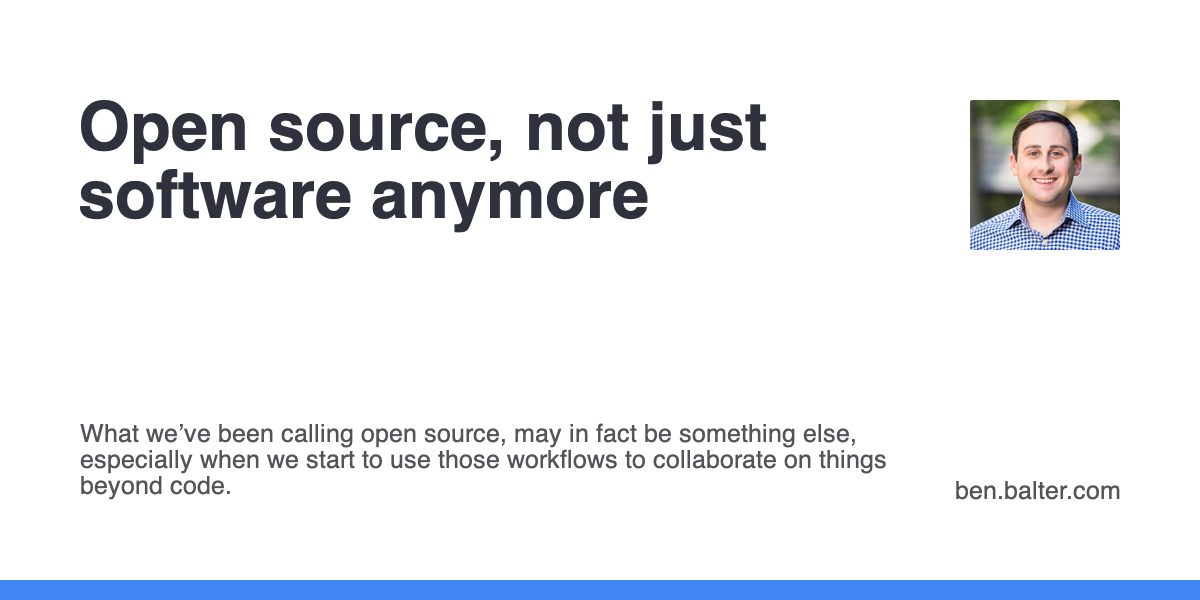 Open source, not just
software anymore
What we’ve been calling open source, may in fact be something else,
especially when we start to use those workflows to collaborate on things
beyond code.
ben.balter.com